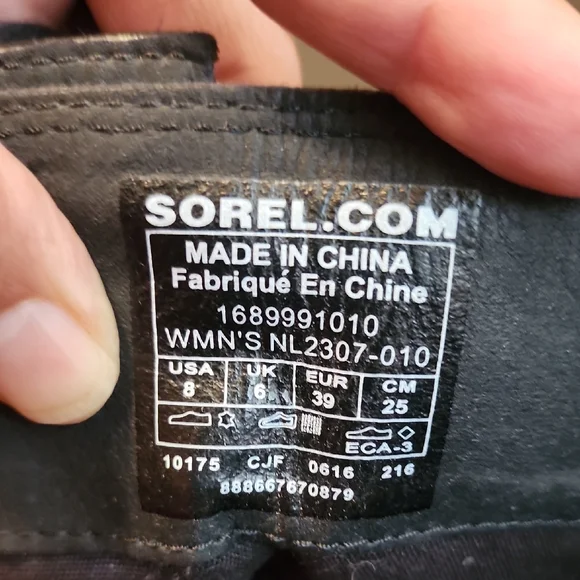 SOREL.COM
MADE IN CHINA
Fabriqué En Chine
1689991010
WMN'S NL2307-010
USA UK EUR CM
8 6 39 25
ECA-3
10175 CJF 0616 216
888667670879